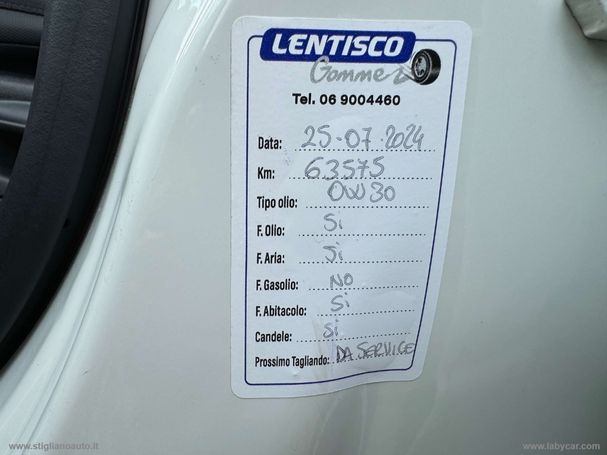 LENTISCO
Gomme
Tel. 06 9004460
Data: 25-07-2024
Km: 63575
Tipo olio: 0W30
F. Olio: Si
F. Aría: Si
F. Gasolio: NO
F. Abitacolo: Si
Candele: Si
Prossimo Tagliando: DA SERVICE
www.stiglianoauto.it
www.labycar.com